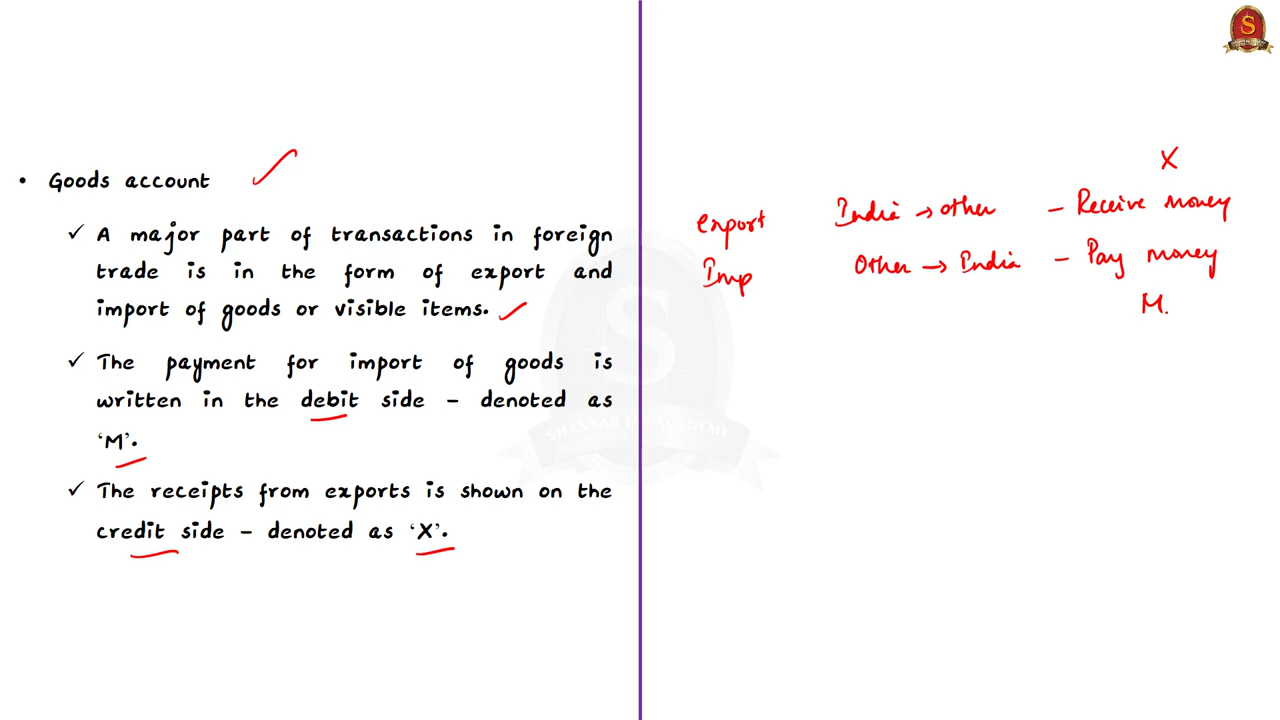 • Goods account
✓ A major part of transactions in foreign
trade is in the form of export and
import of goods or visible items.
✓ The payment for import of goods is
written in the debit side – denoted as
‘M’.
✓ The receipts from exports is shown on the
credit side – denoted as ‘X’.
X
export India → other – Receive money
Imp Other → India – Pay money
M.
S
SHANKAR IAS ACADEMY
S